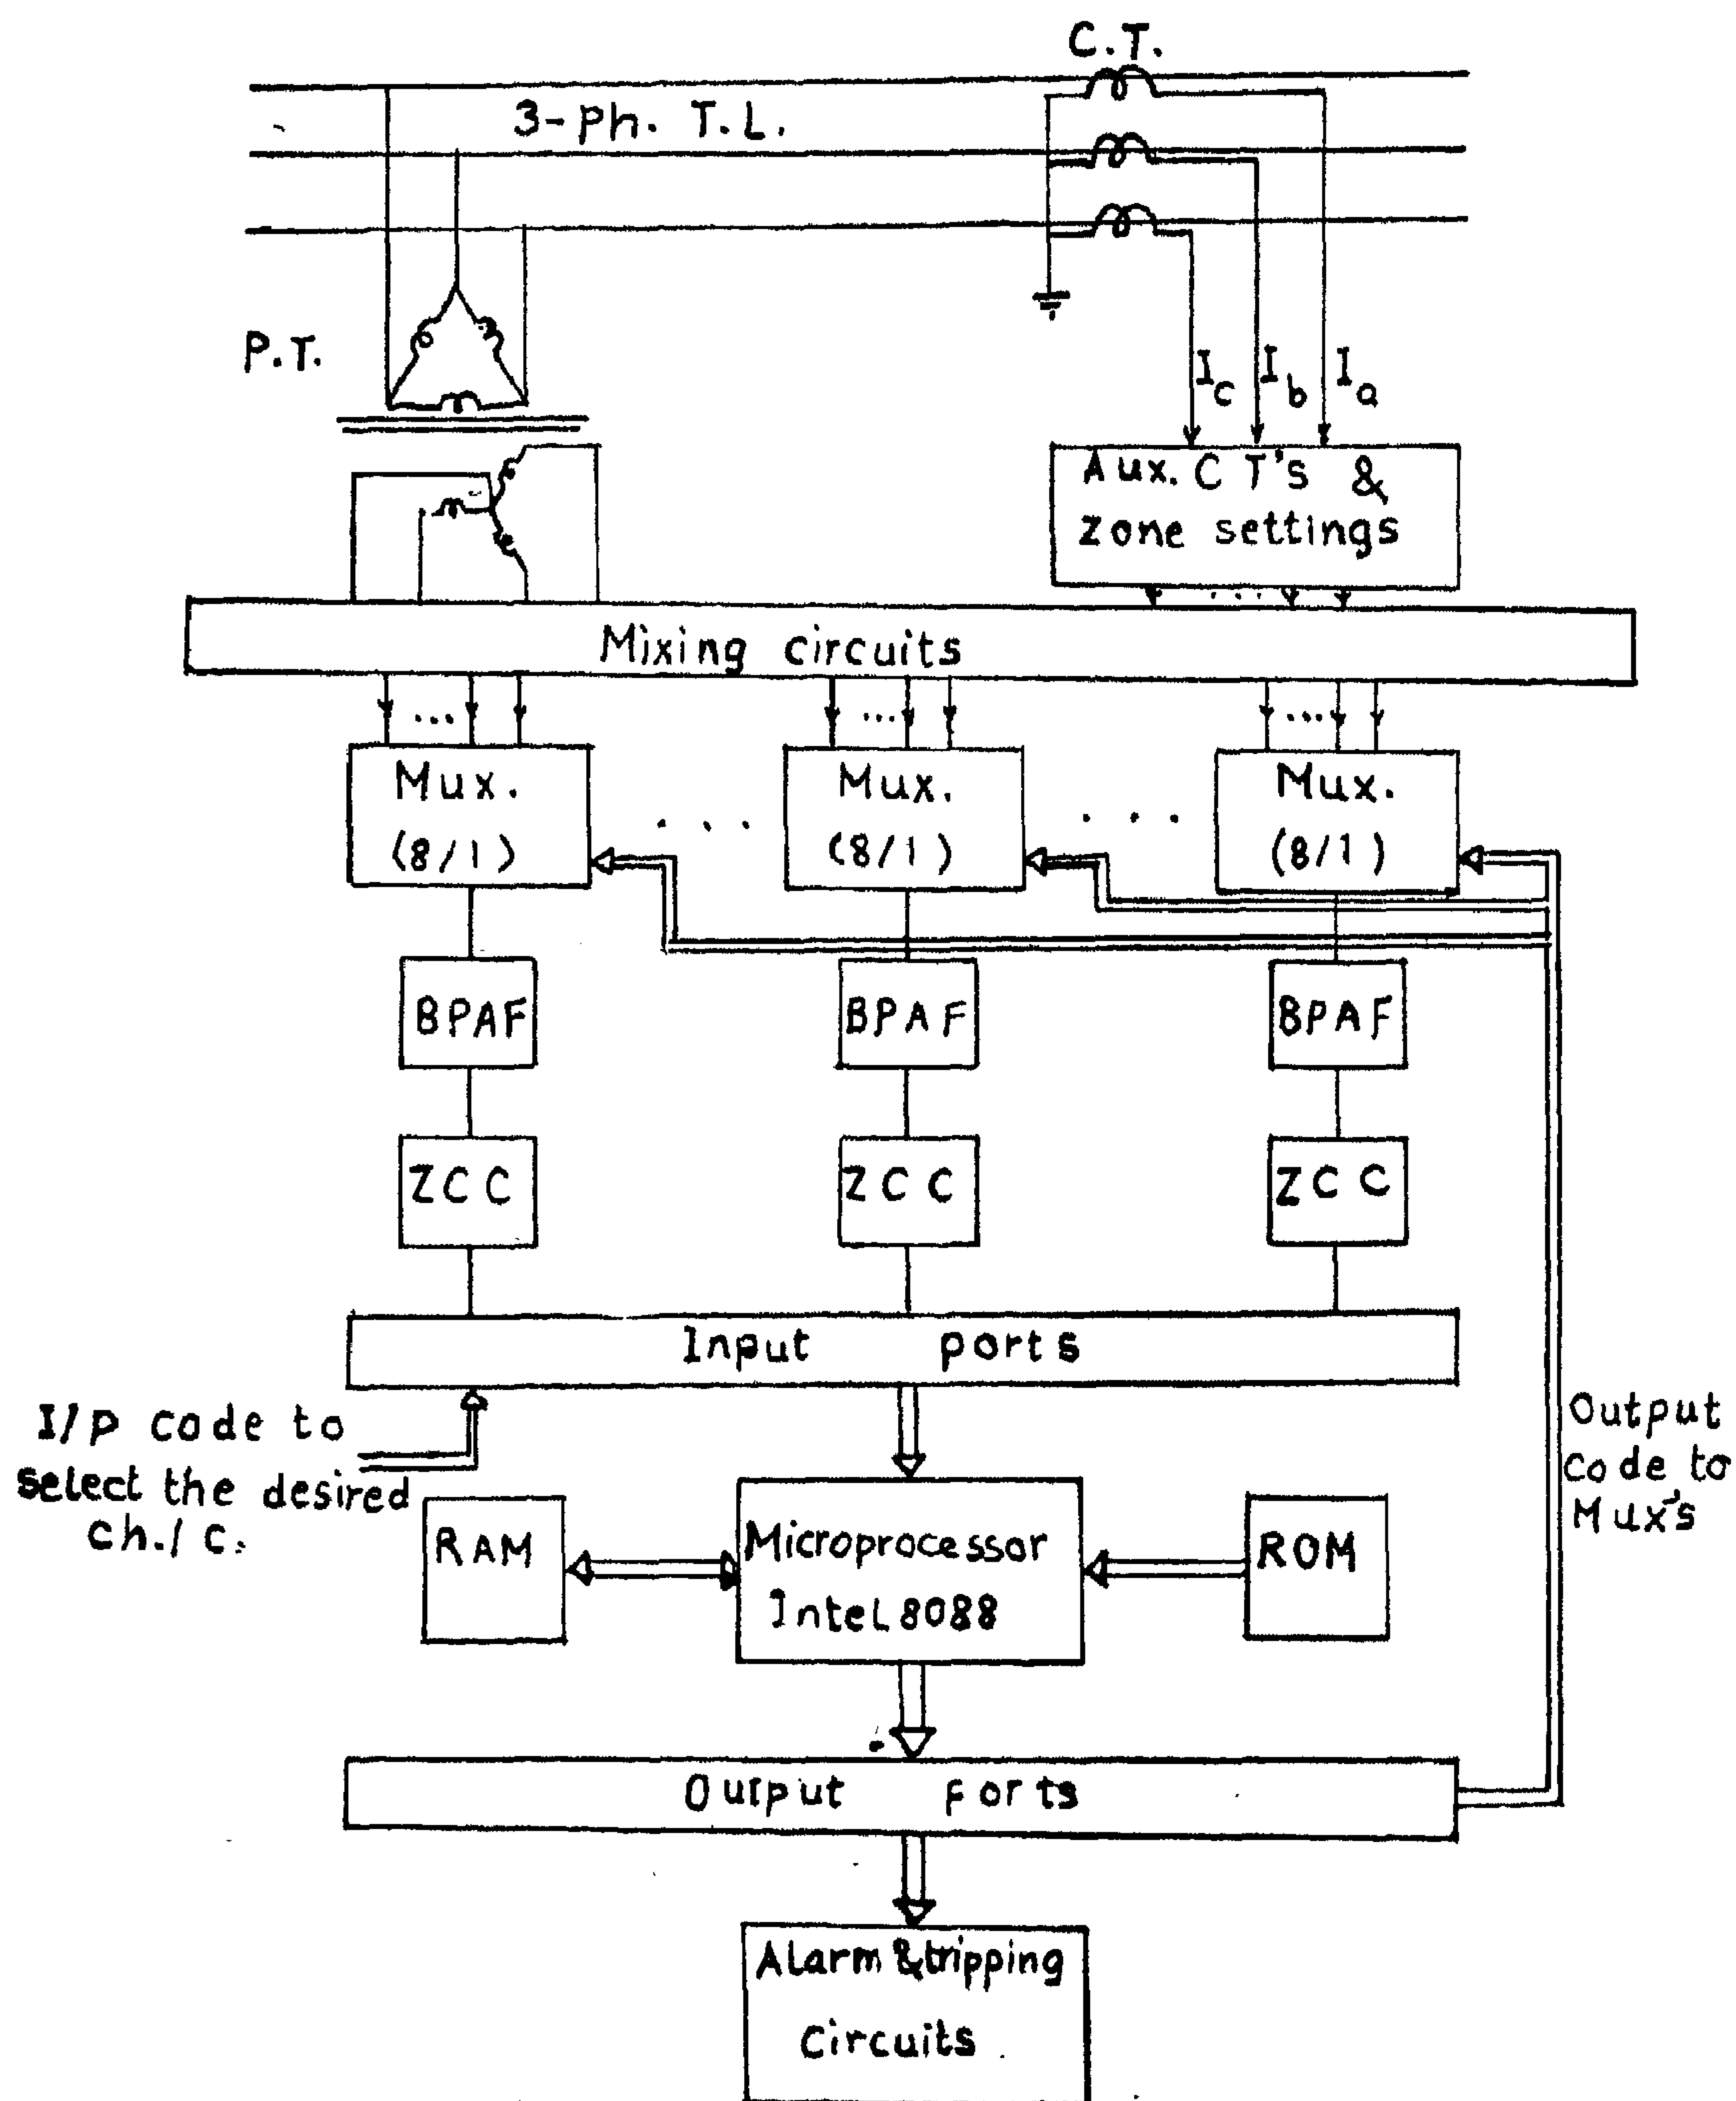 C.T.
3-Ph. T.L.
P.T.
Ic Ib Ia
Aux. C T's &
zone settings
Mixing circuits
Mux.
(8/1)
Mux.
(8/1)
Mux.
(8/1)
BPAF
BPAF
BPAF
ZCC
ZCC
ZCC
Input ports
I/p code to
select the desired
ch./c.
Output
code to
Mux's
RAM
Microprocessor
Intel 8088
ROM
Output Ports
Alarm & tripping
circuits